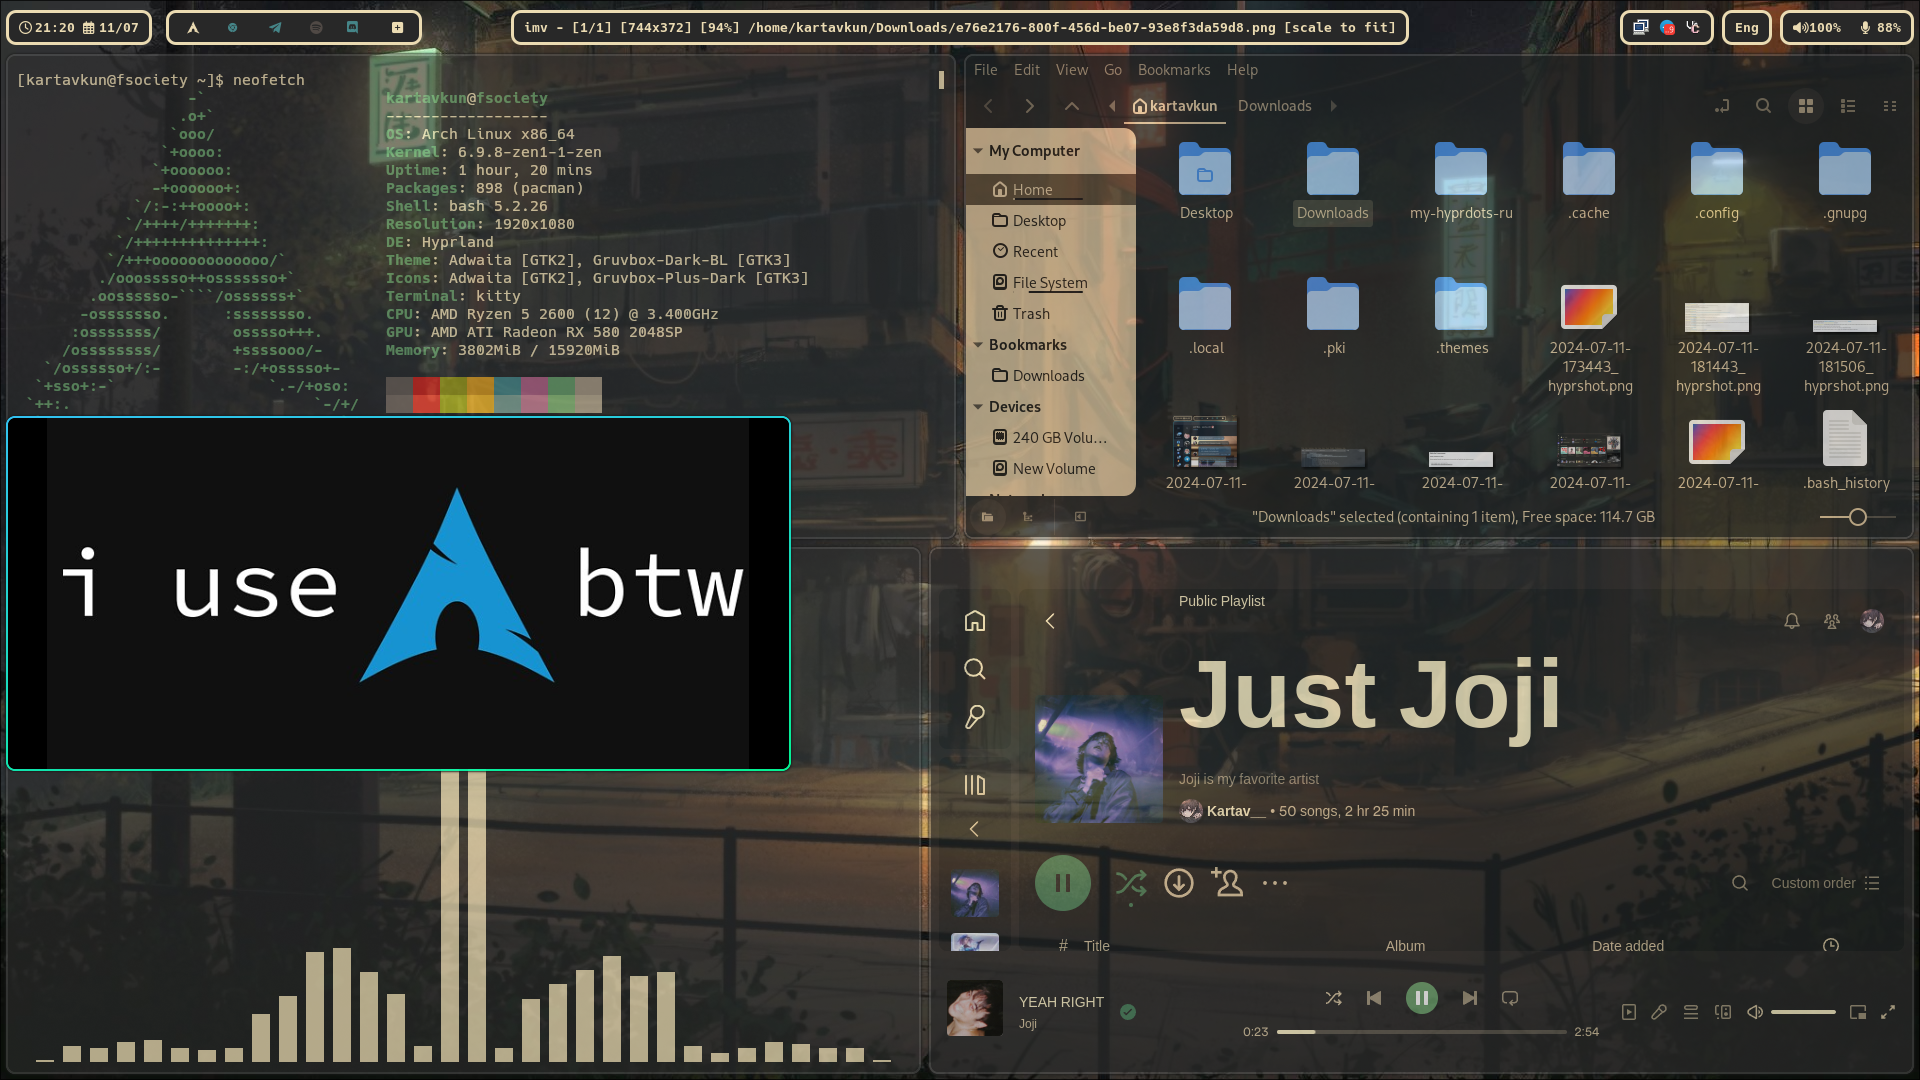 21:20 11/07
imv - [1/1] [744x372] [94%] /home/kartavkun/Downloads/e76e2176-800f-456d-be07-93e8f3da59d8.png [scale to fit]
Eng
100% 88%
[kartavkun@fsociety ~]$ neofetch
kartavkun@fsociety
------------------
OS: Arch Linux x86_64
Kernel: 6.9.8-zen1-1-zen
Uptime: 1 hour, 20 mins
Packages: 898 (pacman)
Shell: bash 5.2.26
Resolution: 1920x1080
DE: Hyprland
Theme: Adwaita [GTK2], Gruvbox-Dark-BL [GTK3]
Icons: Adwaita [GTK2], Gruvbox-Plus-Dark [GTK3]
Terminal: kitty
CPU: AMD Ryzen 5 2600 (12) @ 3.400GHz
GPU: AMD ATI Radeon RX 580 2048SP
Memory: 3802MiB / 15920MiB
i use btw
File Edit View Go Bookmarks Help
kartavkun Downloads
My Computer
Home
Desktop
Recent
File System
Trash
Bookmarks
Downloads
Devices
240 GB Volu...
New Volume
Desktop Downloads my-hyprdots-ru .cache .config .gnupg
.local .pki .themes 2024-07-11-173443_hyprshot.png 2024-07-11-181443_hyprshot.png 2024-07-11-181506_hyprshot.png
2024-07-11- 2024-07-11- 2024-07-11- 2024-07-11- 2024-07-11- .bash_history
"Downloads" selected (containing 1 item), Free space: 114.7 GB
Public Playlist
Just Joji
Joji is my favorite artist
Kartav__ • 50 songs, 2 hr 25 min
Custom order
# Title Album Date added
YEAH RIGHT
Joji
0:23 2:54